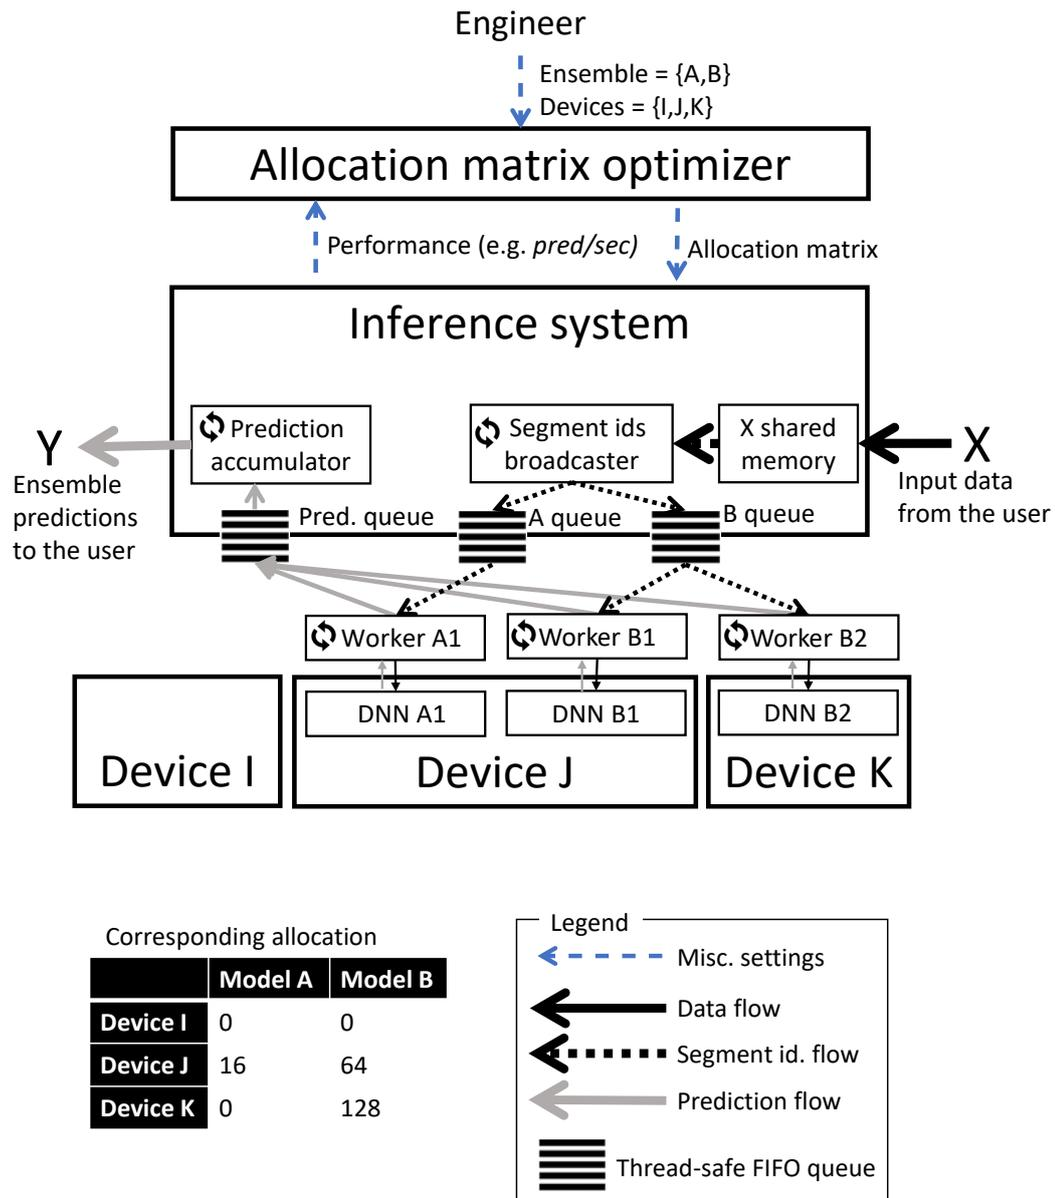 Engineer
Ensemble = {A,B}
Devices = {I,J,K}
Allocation matrix optimizer
Performance (e.g. pred/sec)
Allocation matrix
Inference system
Prediction
accumulator
Segment ids
broadcaster
X shared
memory
Y
Ensemble
predictions
to the user
X
Input data
from the user
Pred. queue
A queue
B queue
Worker A1
Worker B1
Worker B2
DNN A1
DNN B1
DNN B2
Device I
Device J
Device K
Corresponding allocation
Model A Model B
Device I 0 0
Device J 16 64
Device K 0 128
Legend
Misc. settings
Data flow
Segment id. flow
Prediction flow
Thread-safe FIFO queue